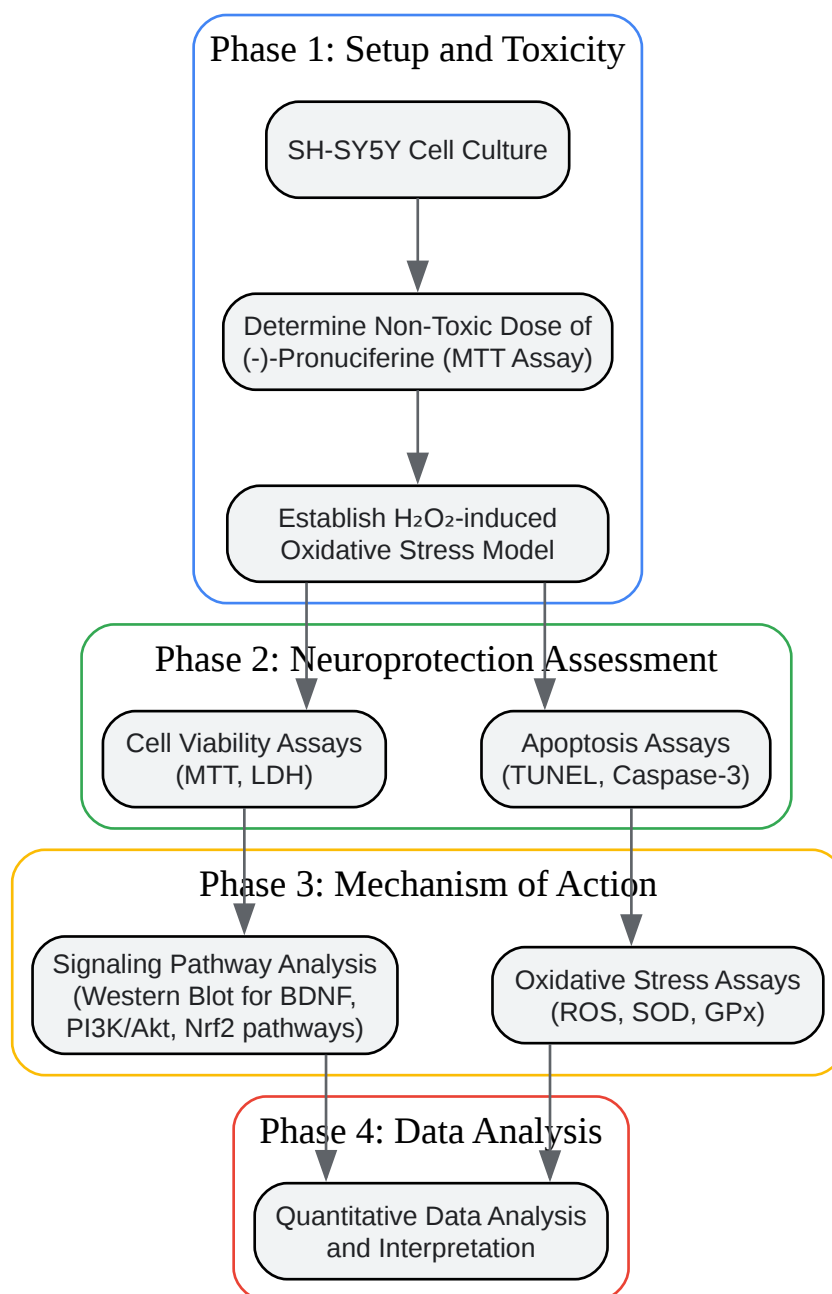 Phase 1: Setup and Toxicity
SH-SY5Y Cell Culture
Determine Non-Toxic Dose of
(-)-Pronuciferine (MTT Assay)
Establish H₂O₂-induced
Oxidative Stress Model
Phase 2: Neuroprotection Assessment
Cell Viability Assays
(MTT, LDH)
Apoptosis Assays
(TUNEL, Caspase-3)
Phase 3: Mechanism of Action
Signaling Pathway Analysis
(Western Blot for BDNF,
PI3K/Akt, Nrf2 pathways)
Oxidative Stress Assays
(ROS, SOD, GPx)
Phase 4: Data Analysis
Quantitative Data Analysis
and Interpretation